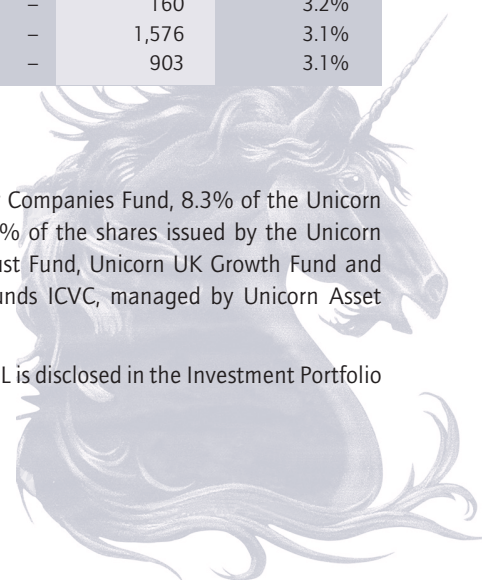 – 160 3.2%
– 1,576 3.1%
– 903 3.1%
Companies Fund, 8.3% of the Unicorn
% of the shares issued by the Unicorn
ust Fund, Unicorn UK Growth Fund and
unds ICVC, managed by Unicorn Asset
L is disclosed in the Investment Portfolio